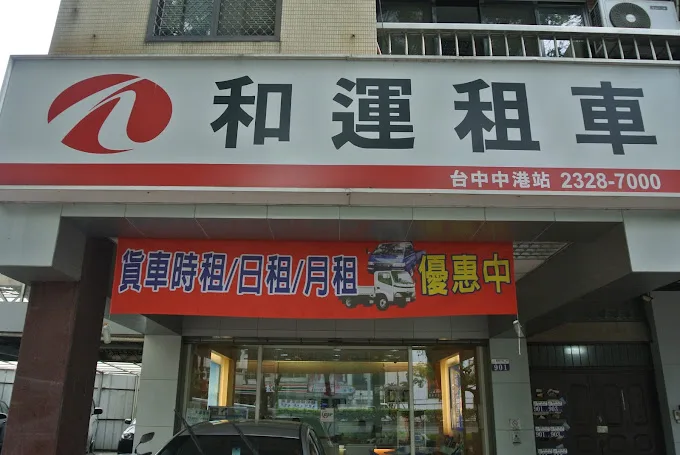 和運租車
台中中港站 2328-7000
貨車時租/日租/月租 優惠中
901